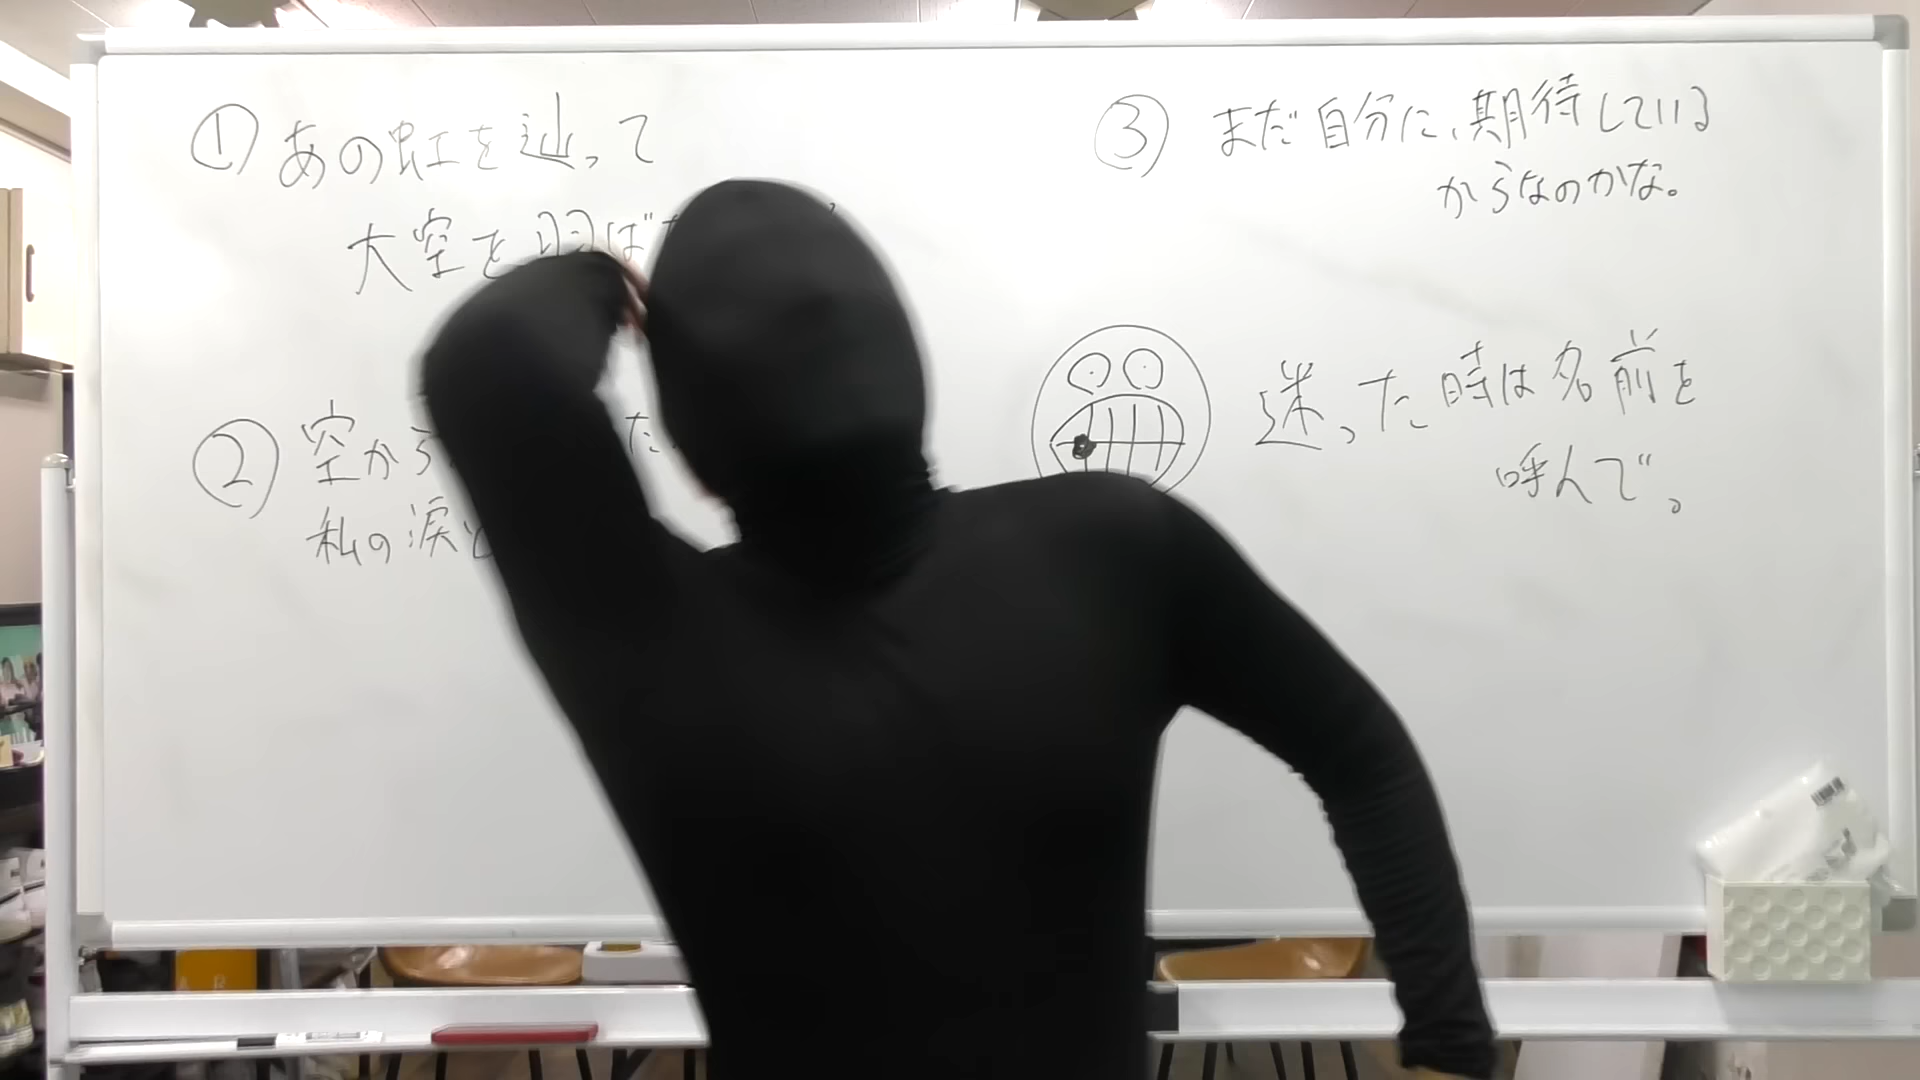 ① あの虹を辿って
大空を羽ば
② 空から
私の涙と
③ まだ自分に、期待している
からなのかな。
迷った時は名前を
呼んで。